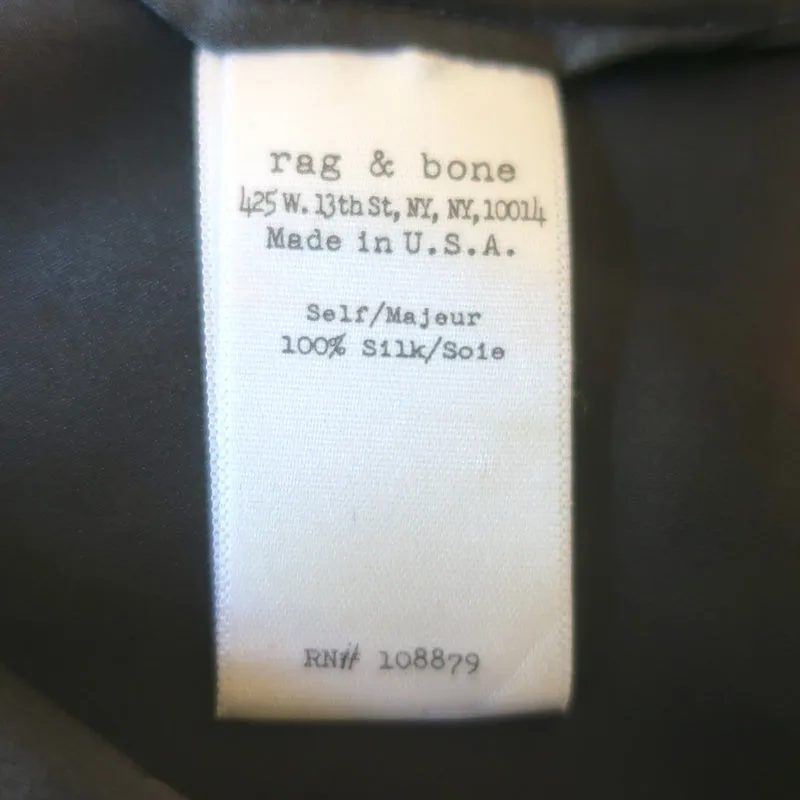 rag & bone
425 W. 13th St, NY, NY, 10014
Made in U.S.A.
Self/Majeur
100% Silk/Soie
RN# 108879